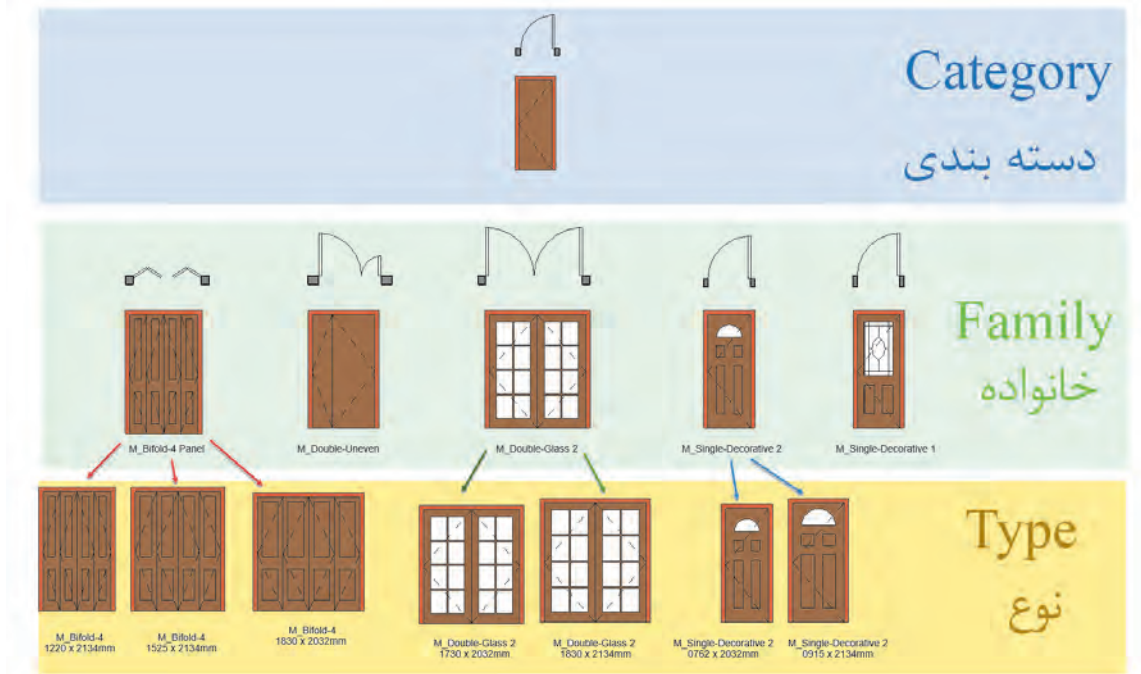 Category
دسته بندی
Family
خانواده
M_Bifold-4 Panel
M_Double-Uneven
M_Double-Glass 2
M_Single-Decorative 2
M_Single-Decorative 1
Type
نوع
M_Bifold-4
1220 x 2134mm
M_Bifold-4
1525 x 2134mm
M_Bifold-4
1830 x 2032mm
M_Double-Glass 2
1730 x 2032mm
M_Double-Glass 2
1830 x 2134mm
M_Single-Decorative 2
0762 x 2032mm
M_Single-Decorative 2
0915 x 2134mm